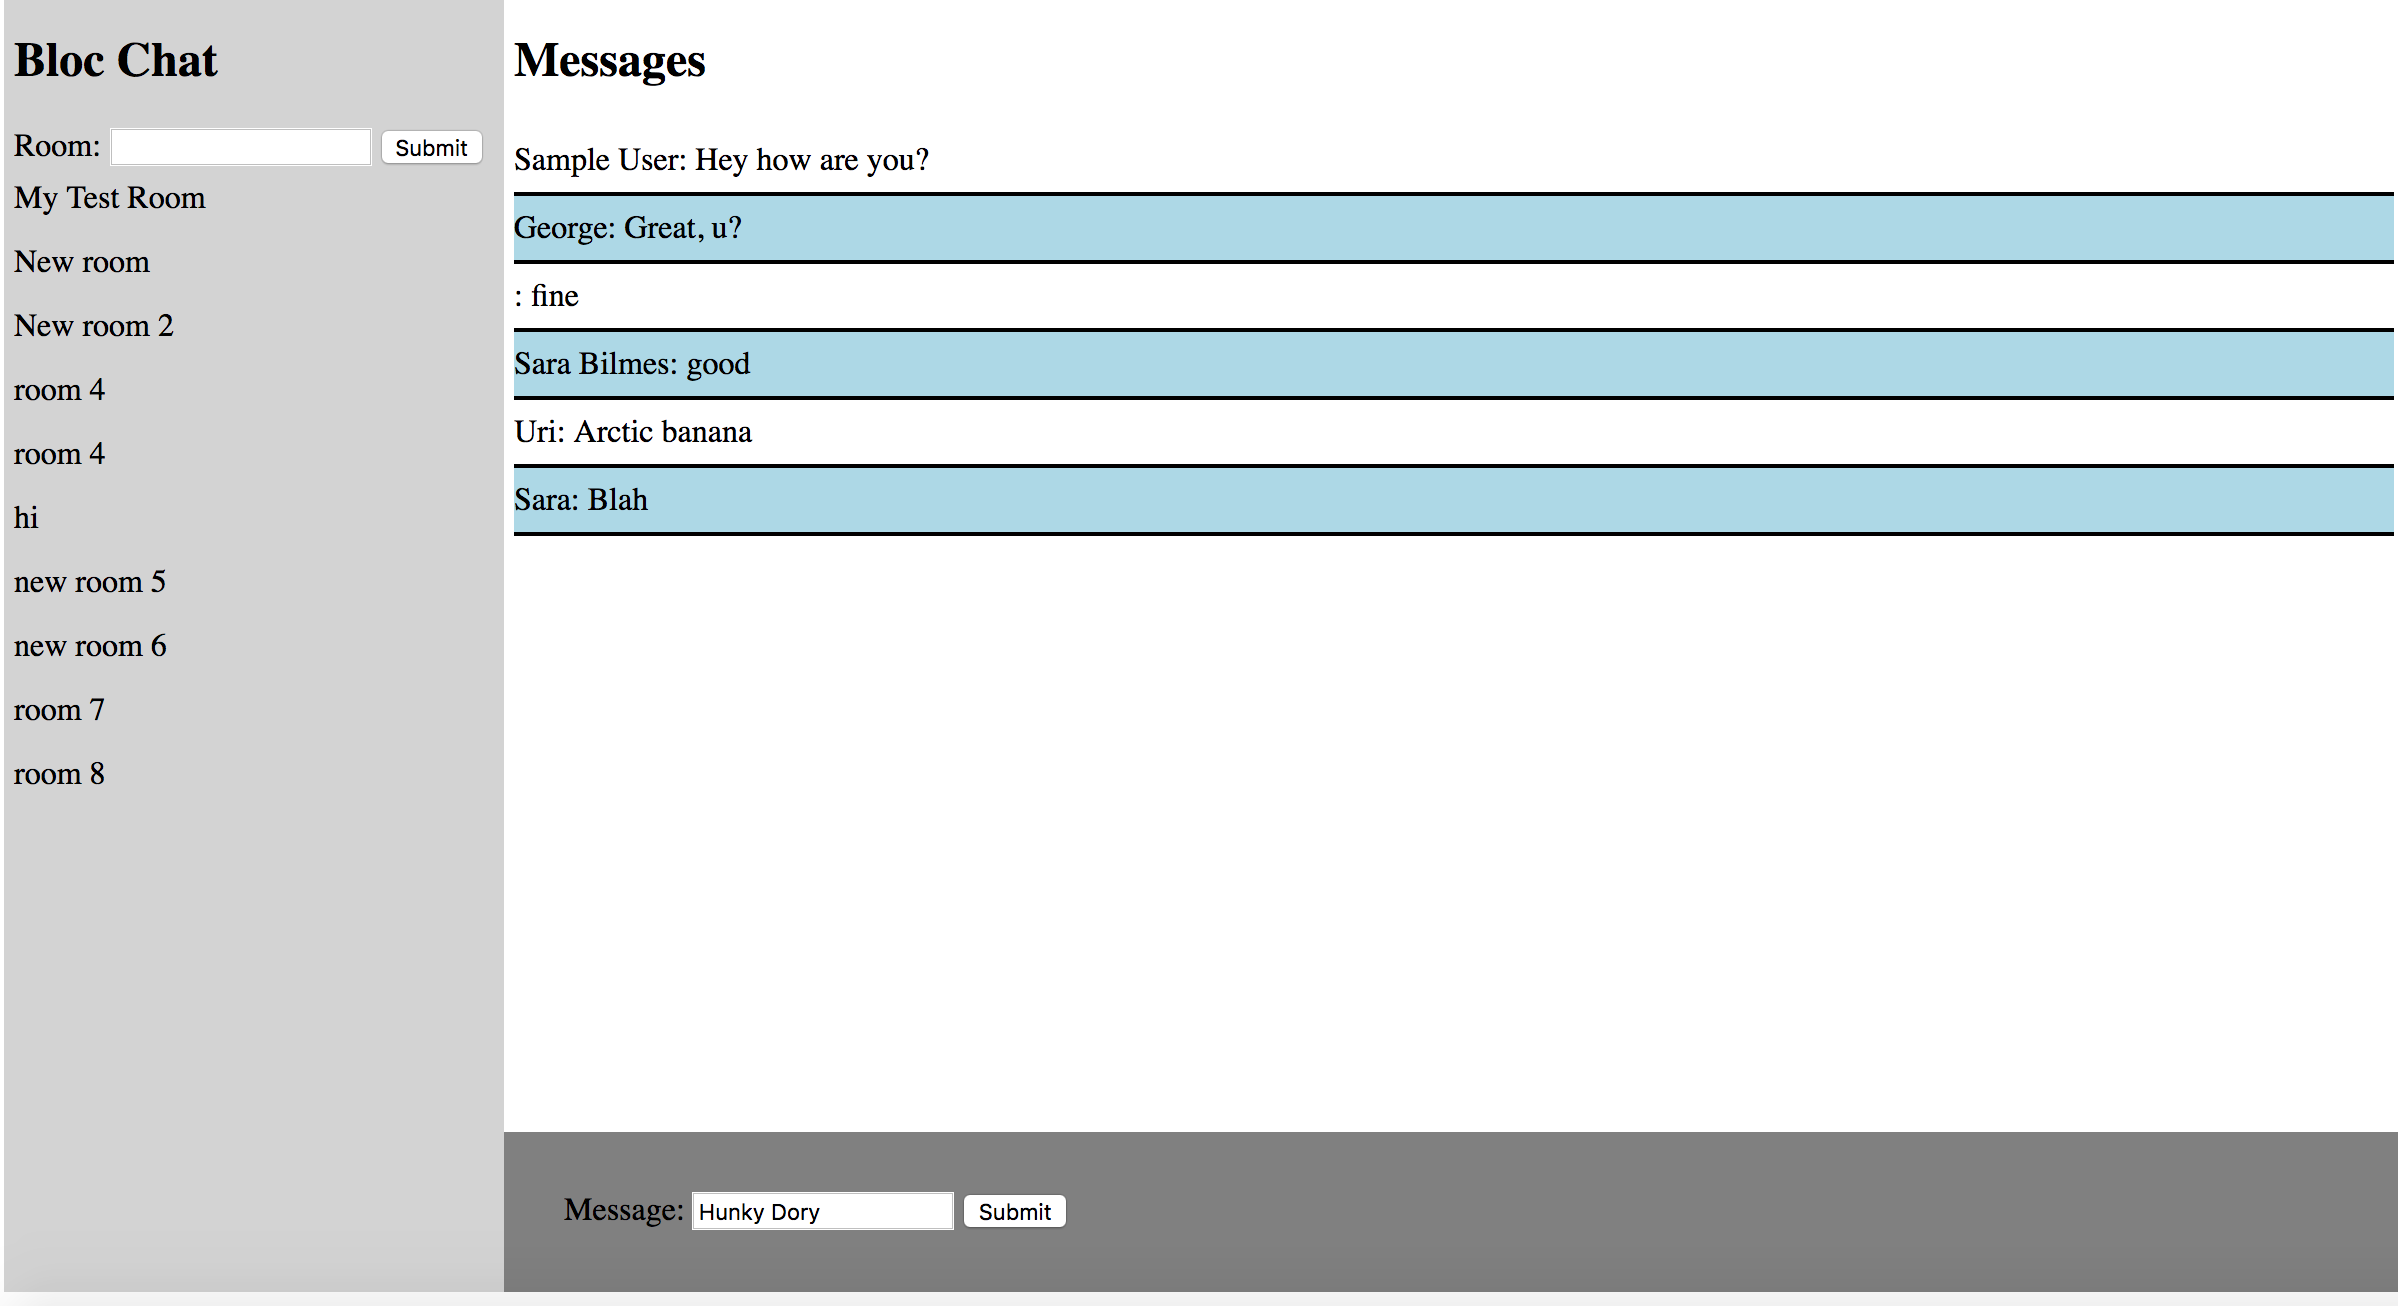 Bloc Chat
Room: Submit
My Test Room
New room
New room 2
room 4
room 4
hi
new room 5
new room 6
room 7
room 8
Messages
Sample User: Hey how are you?
George: Great, u?
: fine
Sara Bilmes: good
Uri: Arctic banana
Sara: Blah
Message: Hunky Dory Submit